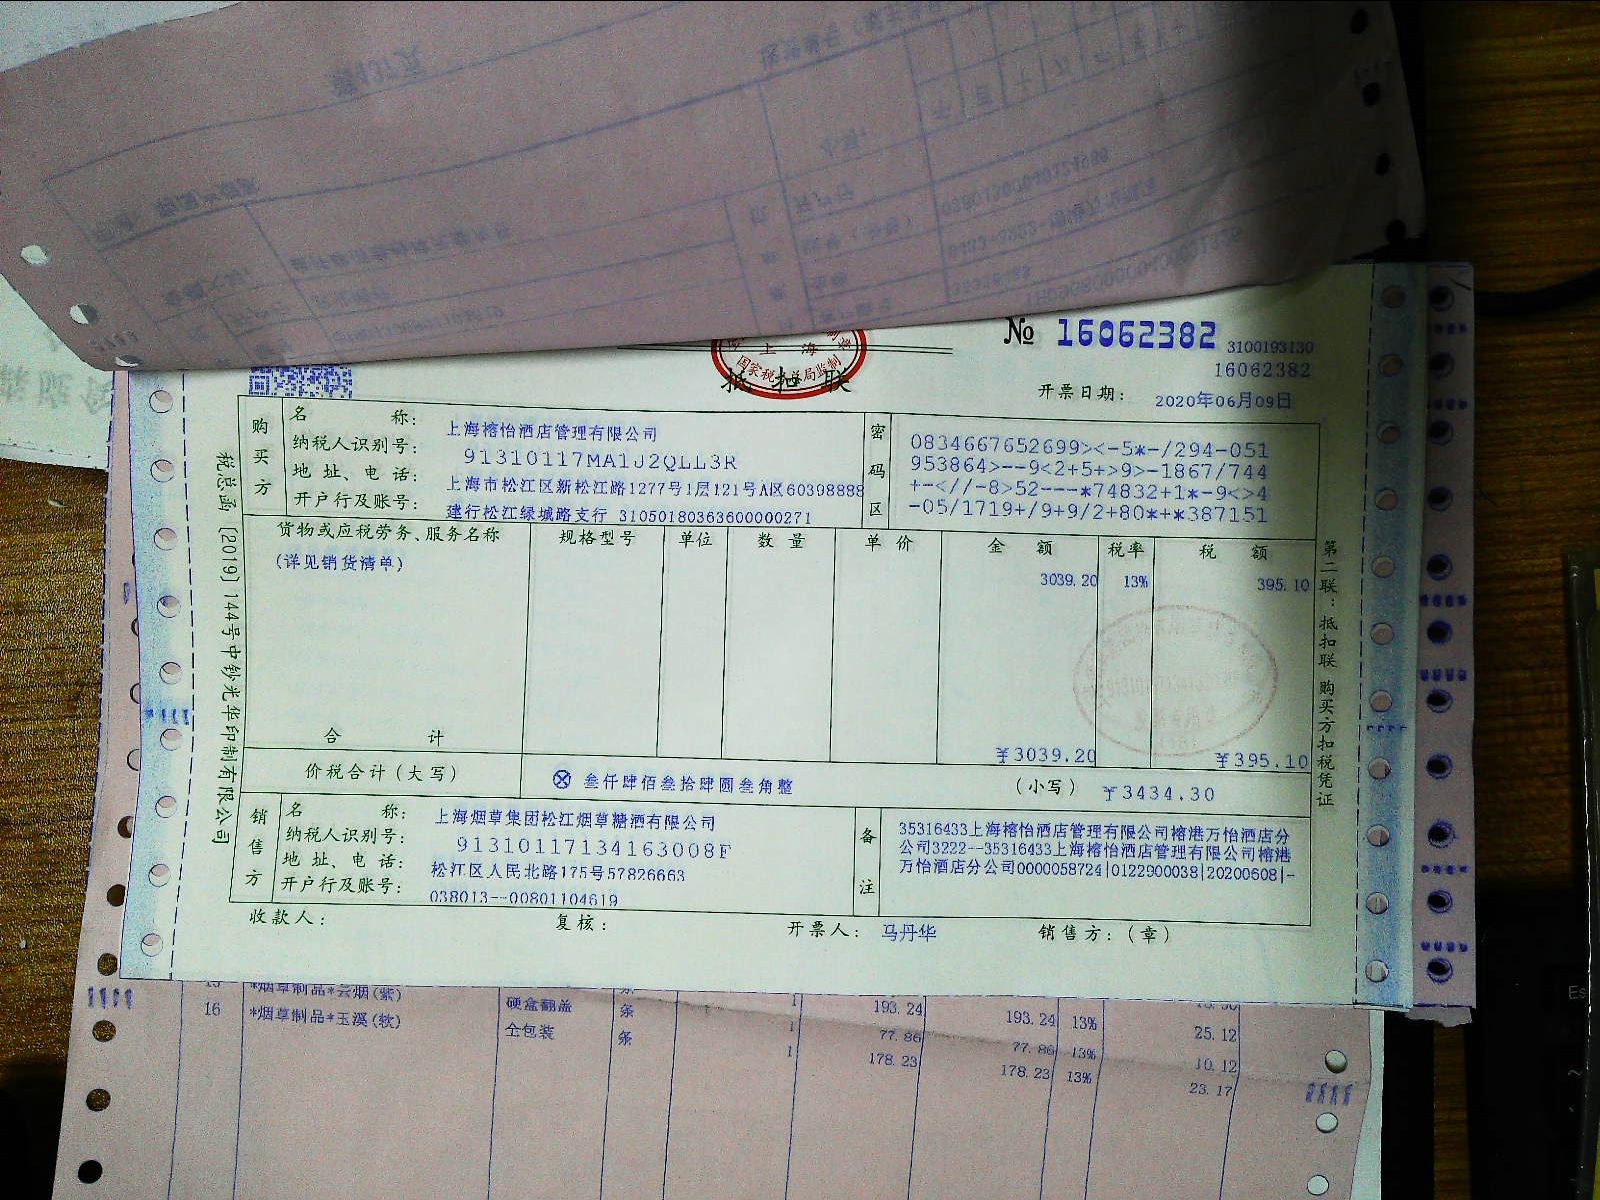 № 16062382
3100193130
16062382
抵扣联
国家税务总局监制
上海
开票日期： 2020年06月09日
购买方
名　　　称： 上海榕怡酒店管理有限公司
纳税人识别号： 91310117MA1J2QLL3R
地址、电话： 上海市松江区新松江路1277号1层121号A区60398888
开户行及账号： 建行松江绿城路支行 31050180363600000271
密码区
0834667652699><-5*-/294-051
953864>--9<2+5+>9>-1867/744
+-<//-8>52---*74832+1*-9<>4
-05/1719+/9+9/2+80*+*387151
货物或应税劳务、服务名称 规格型号 单位 数量 单价 金额 税率 税额
(详见销货清单) 3039.20 13% 395.10
合计 ¥3039.20 ¥395.10
价税合计（大写） ⊗叁仟肆佰叁拾肆圆叁角整 （小写） ¥3434.30
销售方
名　　　称： 上海烟草集团松江烟草糖酒有限公司
纳税人识别号： 91310117134163008F
地址、电话： 松江区人民北路175号57826663
开户行及账号： 038013--00801104619
备注
35316433上海榕怡酒店管理有限公司榕港万怡酒店分
公司3222--35316433上海榕怡酒店管理有限公司榕港
万怡酒店分公司0000058724|0122900038|20200608|-
收款人： 复核： 开票人： 马丹华 销售方：（章）
税总函［2019］144号中钞光华印制有限公司
第二联：抵扣联 购买方扣税凭证
*烟草制品*云烟(紫) 硬盒翻盖 条 1 193.24 193.24 13% 25.12
16 *烟草制品*玉溪(软) 全包装 条 1 77.86 77.86 13% 10.12
1 178.23 178.23 13% 23.17